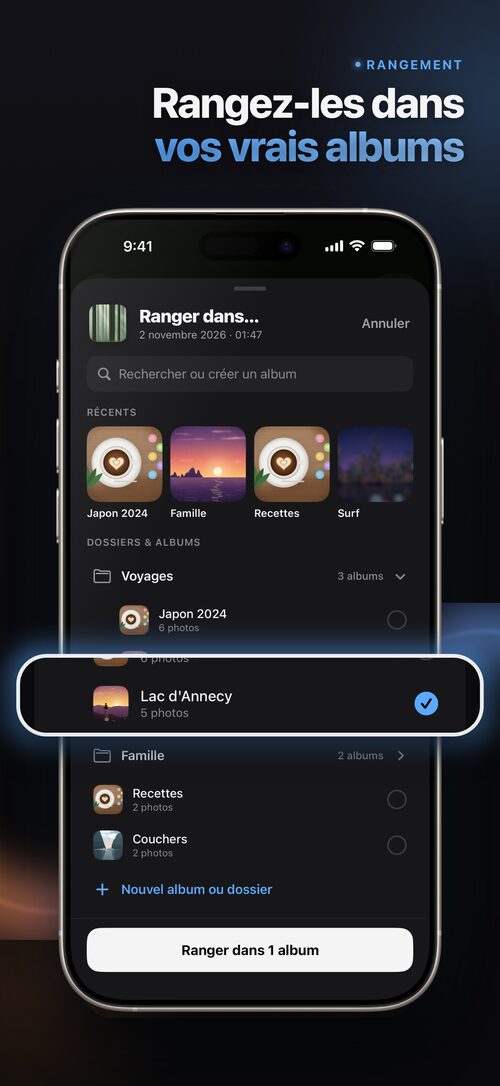 RANGEMENT
Rangez-les dans
vos vrais albums
9:41
Ranger dans...
2 novembre 2026 · 01:47
Annuler
Rechercher ou créer un album
RÉCENTS
Japon 2024
Famille
Recettes
Surf
DOSSIERS & ALBUMS
Voyages
3 albums
Japon 2024
6 photos
6 photos
Lac d'Annecy
5 photos
Famille
2 albums
Recettes
2 photos
Couchers
2 photos
+ Nouvel album ou dossier
Ranger dans 1 album